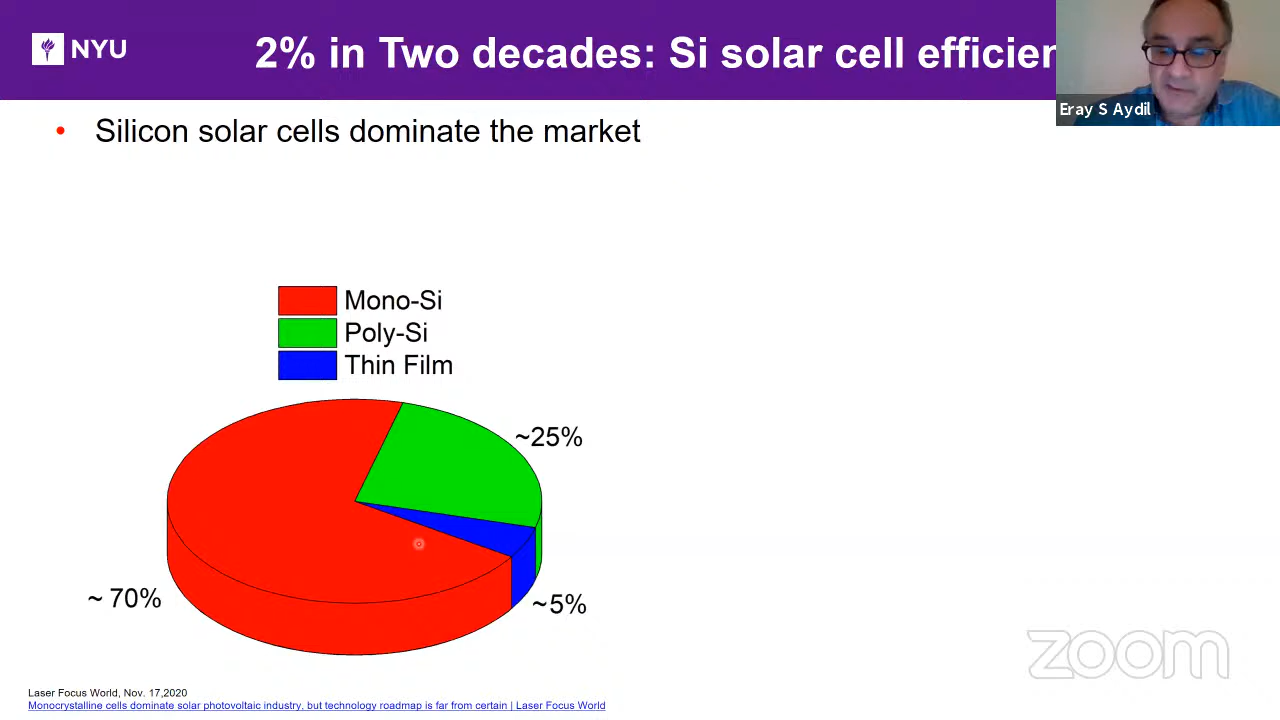 NYU
2% in Two decades: Si solar cell efficien
Eray S Aydil
• Silicon solar cells dominate the market
Mono-Si
Poly-Si
Thin Film
~25%
~ 70%
~5%
zoom
Laser Focus World, Nov. 17,2020
Monocrystalline cells dominate solar photovoltaic industry, but technology roadmap is far from certain | Laser Focus World